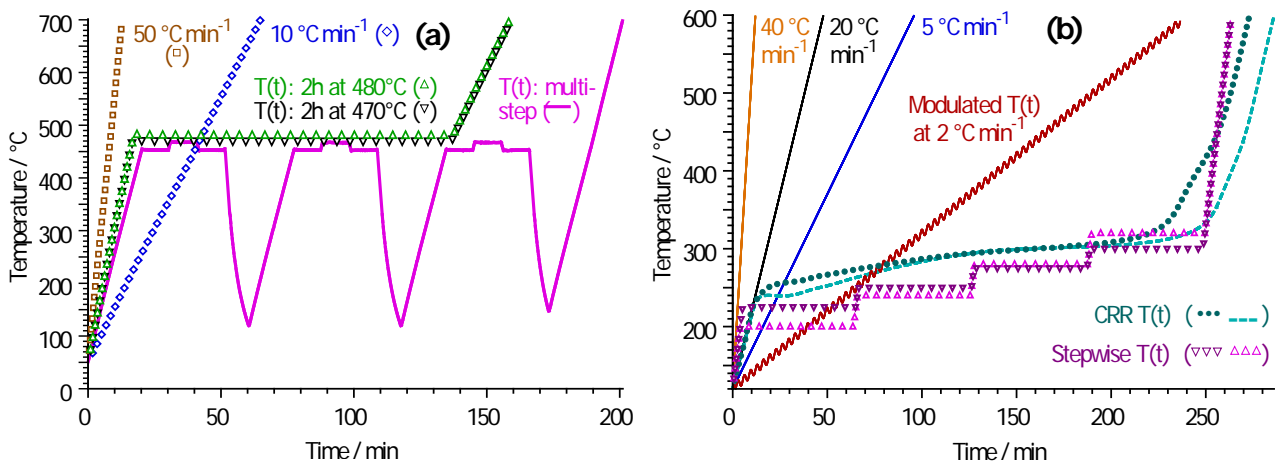 50 °C min⁻¹
(□)
10 °C min⁻¹ (◇)
(a)
T(t): 2h at 480°C (△)
T(t): 2h at 470°C (▽)
T(t): multi-
step (—)
Temperature / °C
700
600
500
400
300
200
100
0
0
50
100
150
200
Time / min
(b)
40 °C
min⁻¹
20 °C
min⁻¹
5 °C min⁻¹
Modulated T(t)
at 2 °C min⁻¹
CRR T(t) (●●● – –)
Stepwise T(t) (▽▽▽ △△△)
Temperature / °C
600
500
400
300
200
0
50
100
150
200
250
Time / min